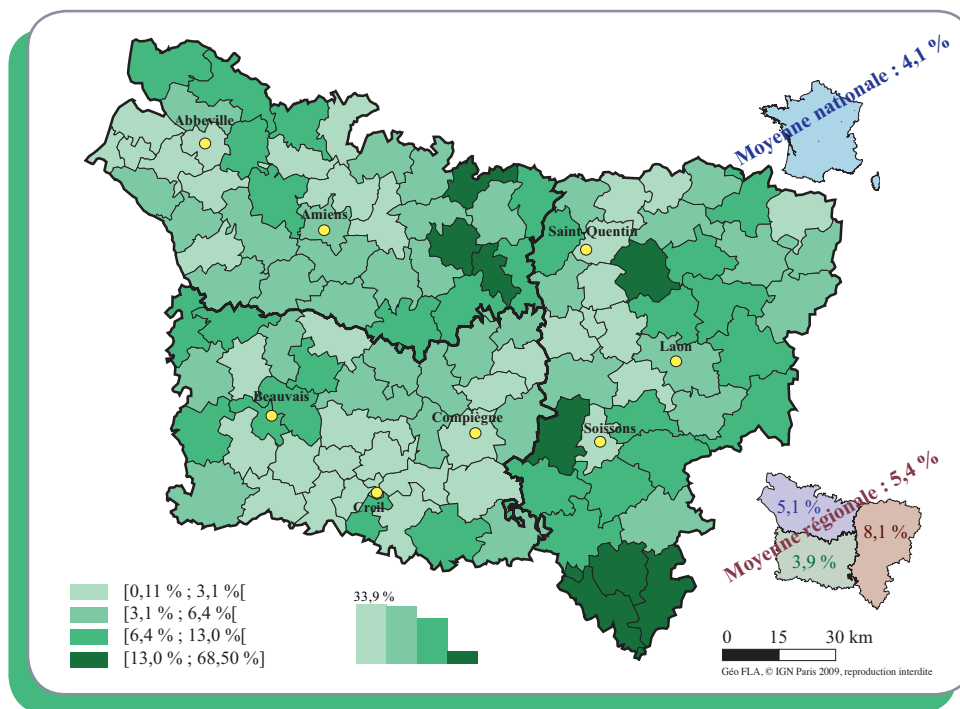 Moyenne nationale : 4,1 %
Abbeville
Amiens
Saint-Quentin
Laon
Beauvais
Compiègne
Soissons
Creil
Moyenne régionale : 5,4 %
5,1 %
8,1 %
3,9 %
[0,11 % ; 3,1 %[
[3,1 % ; 6,4 %[
[6,4 % ; 13,0 %[
[13,0 % ; 68,50 %]
33,9 %
0 15 30 km
Géo FLA, © IGN Paris 2009, reproduction interdite